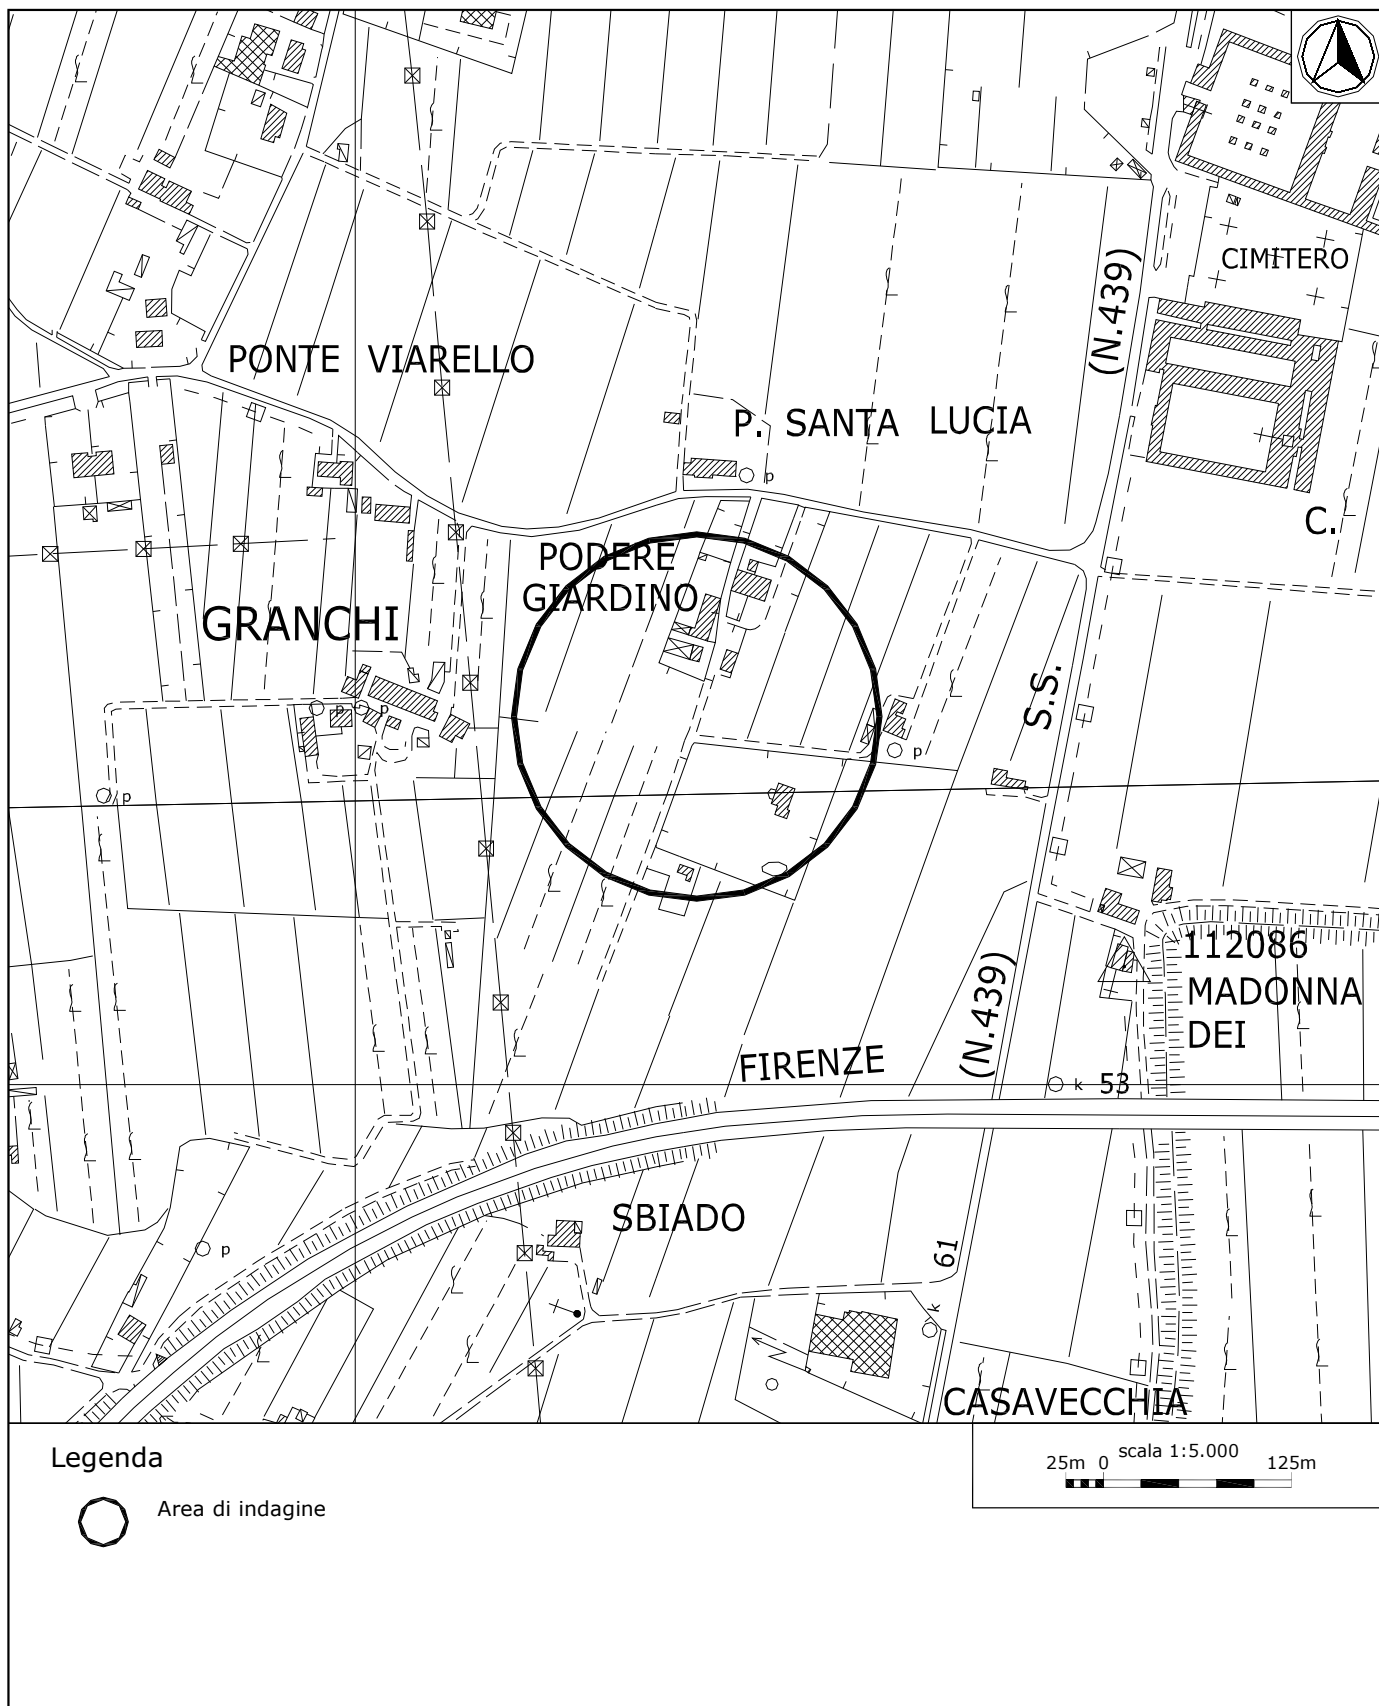 CIMITERO
(N.439)
PONTE VIARELLO
P. SANTA LUCIA
p
C.
PODERE
GIARDINO
GRANCHI
S.S.
p p
p
p
112086
MADONNA
DEI
(N.439)
FIRENZE
k 53
SBIADO
p
61
k
CASAVECCHIA
Legenda
Area di indagine
scala 1:5.000
25m 0 125m